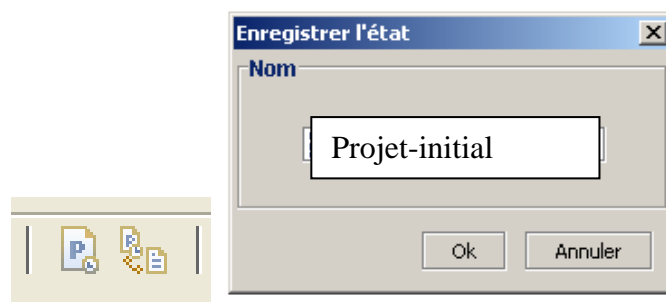 Enregistrer l'état
Nom
Projet-initial
P P
Ok Annuler